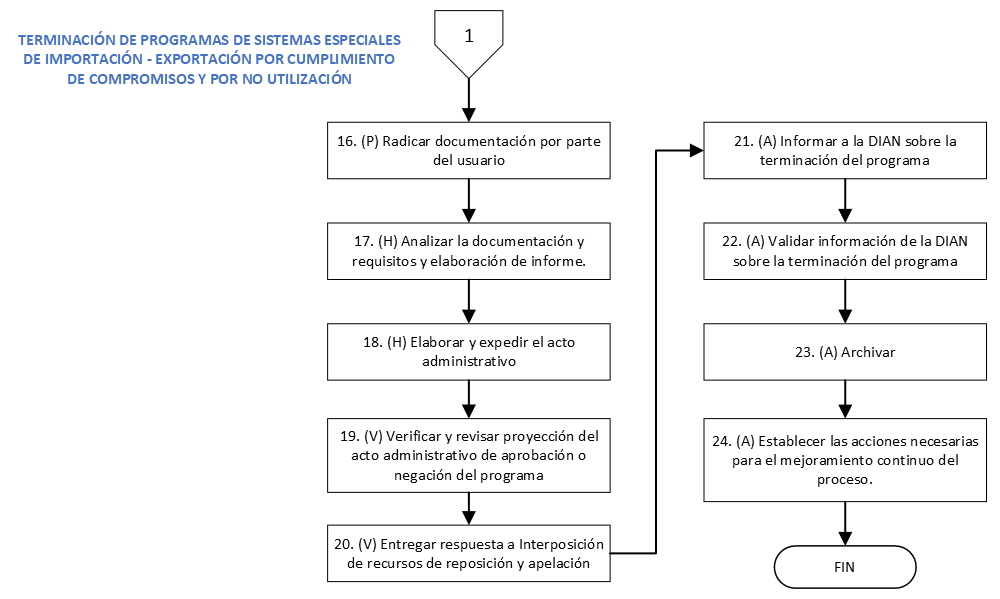 TERMINACIÓN DE PROGRAMAS DE SISTEMAS ESPECIALES
DE IMPORTACIÓN - EXPORTACIÓN POR CUMPLIMIENTO
DE COMPROMISOS Y POR NO UTILIZACIÓN
1
16. (P) Radicar documentación por parte
del usuario
17. (H) Analizar la documentación y
requisitos y elaboración de informe.
18. (H) Elaborar y expedir el acto
administrativo
19. (V) Verificar y revisar proyección del
acto administrativo de aprobación o
negación del programa
20. (V) Entregar respuesta a Interposición
de recursos de reposición y apelación
21. (A) Informar a la DIAN sobre la
terminación del programa
22. (A) Validar información de la DIAN
sobre la terminación del programa
23. (A) Archivar
24. (A) Establecer las acciones necesarias
para el mejoramiento continuo del
proceso.
FIN